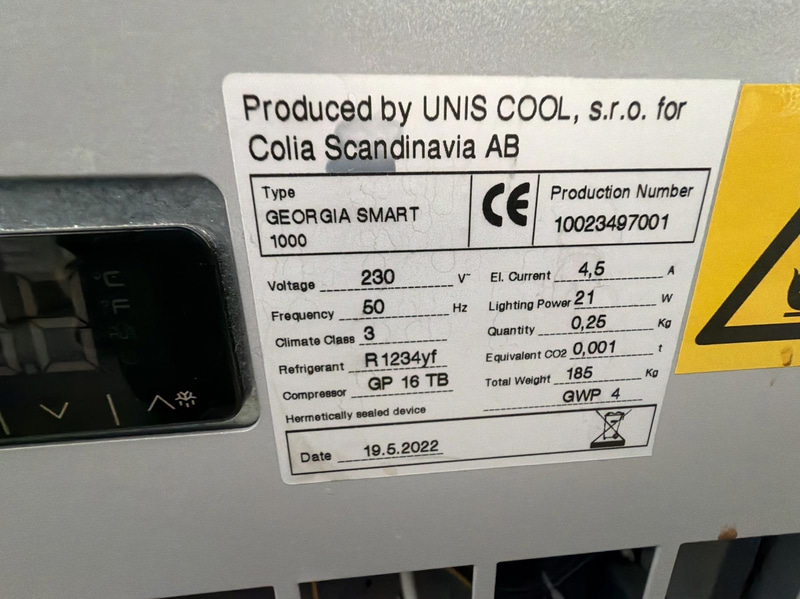 Produced by UNIS COOL, s.r.o. for
Colia Scandinavia AB
Type
GEORGIA SMART
1000
CE
Production Number
10023497001
Voltage 230 V~
El. Current 4,5 A
Frequency 50 Hz
Lighting Power 21 W
Climate Class 3
Quantity 0,25 Kg
Refrigerant R1234yf
Equivalent CO2 0,001 t
Compressor GP 16 TB
Total Weight 185 Kg
Hermetically sealed device
GWP 4
Date 19.5.2022
°C
F